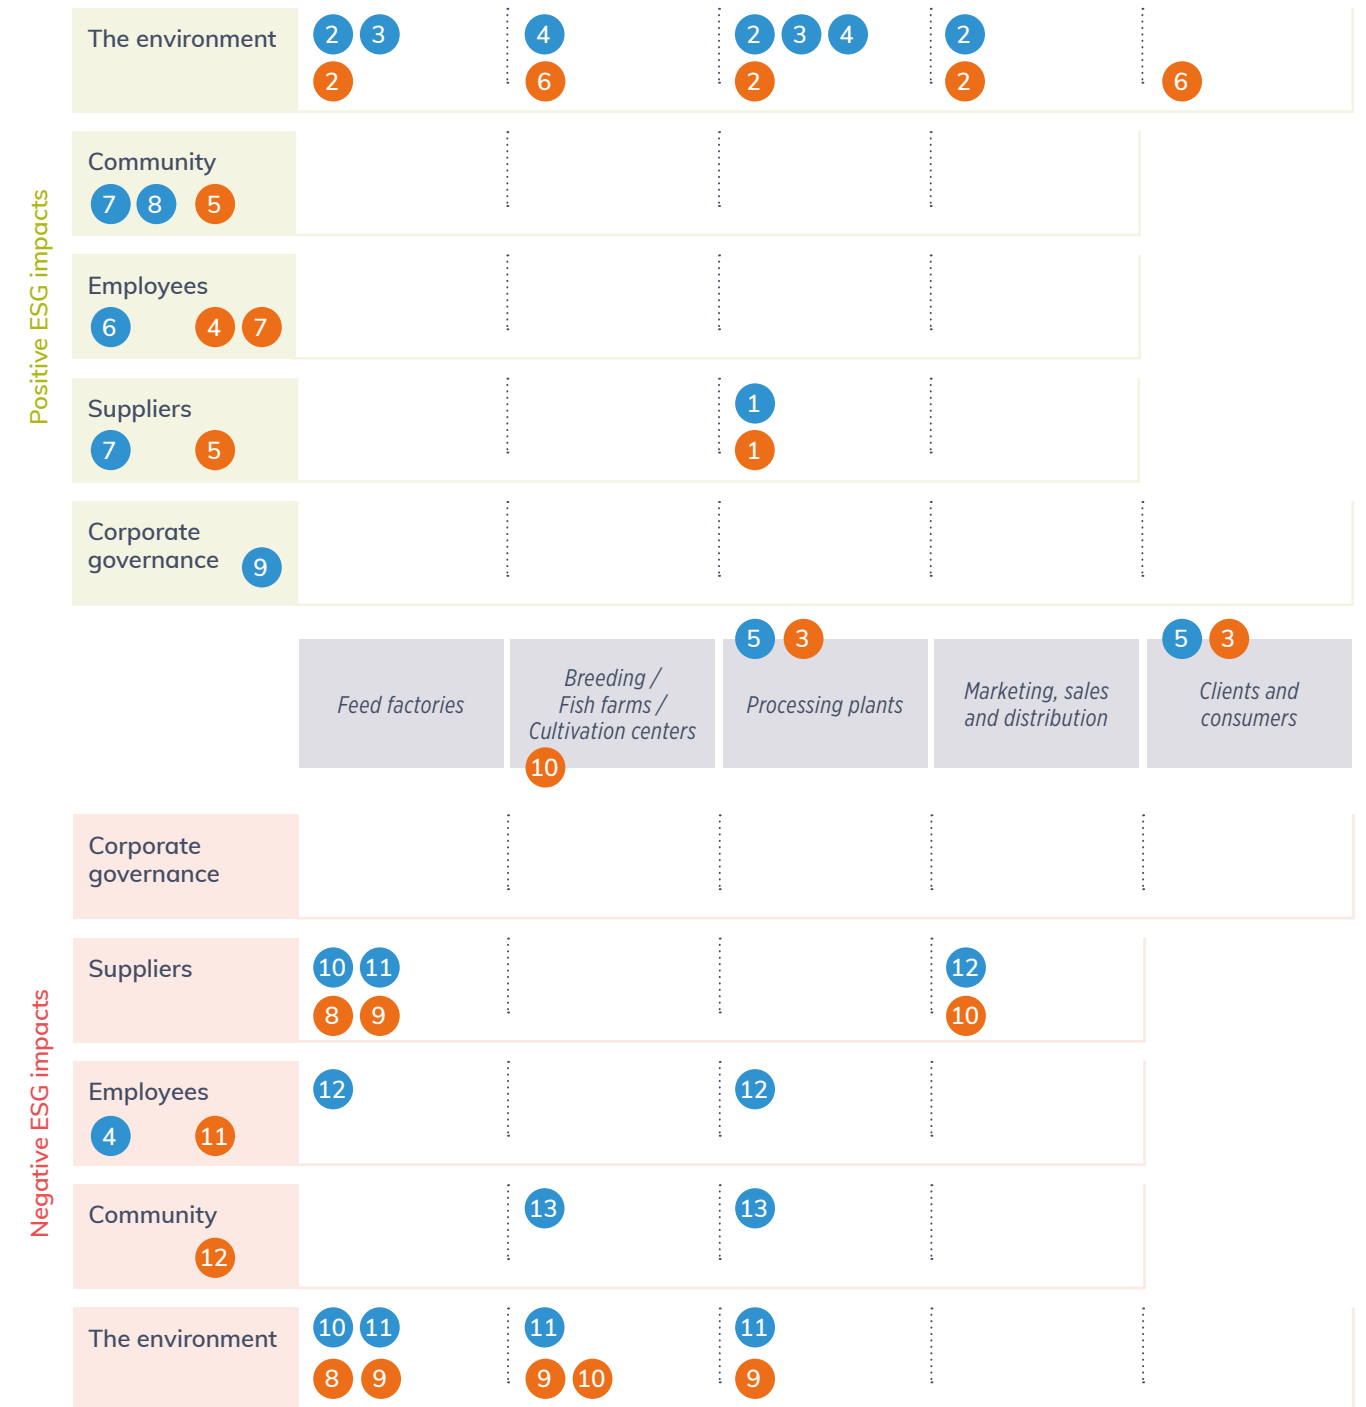 Positive ESG impacts
The environment
2 3 4 2 3 4 2
2 6 2 2 6
Community
7 8 5
Employees
6 4 7
Suppliers
1
7 5 1
Corporate
governance 9
5 3 5 3
Feed factories
Breeding /
Fish farms /
Cultivation centers
10
Processing plants
Marketing, sales
and distribution
Clients and
consumers
Negative ESG impacts
Corporate
governance
Suppliers
10 11 12
8 9 10
Employees
12 12
4 11
Community
13 13
12
The environment
10 11 11 11
8 9 9 10 9